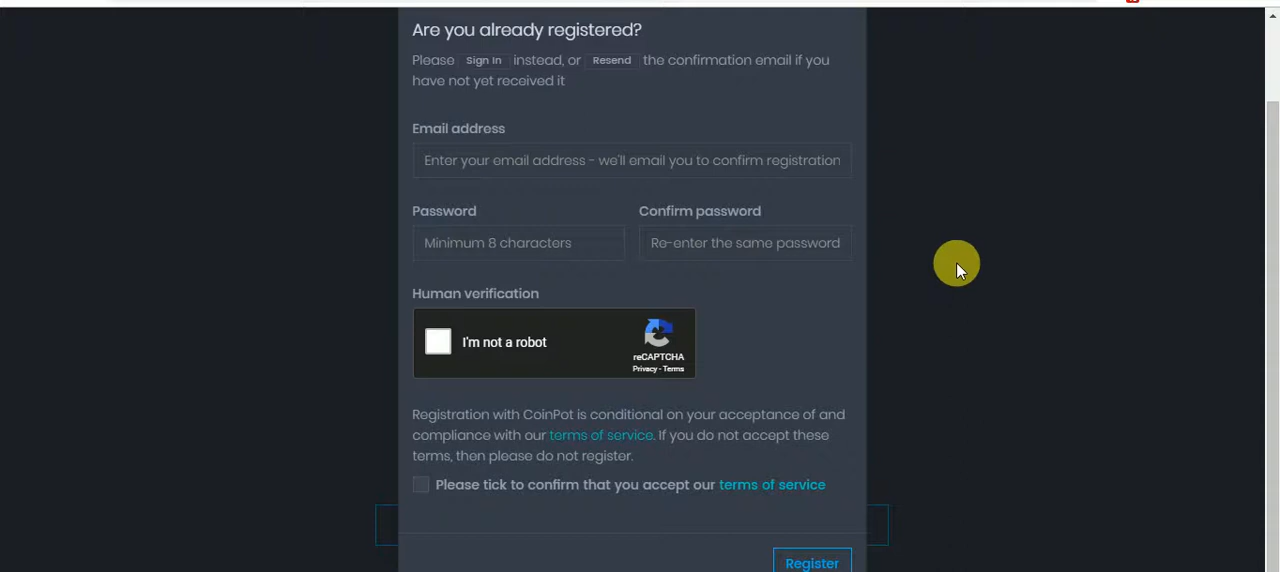 Are you already registered?
Please Sign In instead, or Resend the confirmation email if you
have not yet received it
Email address
Enter your email address - we'll email you to confirm registration
Password Confirm password
Minimum 8 characters Re-enter the same password
Human verification
I'm not a robot
reCAPTCHA
Privacy - Terms
Registration with CoinPot is conditional on your acceptance of and
compliance with our terms of service. If you do not accept these
terms, then please do not register.
Please tick to confirm that you accept our terms of service
Register